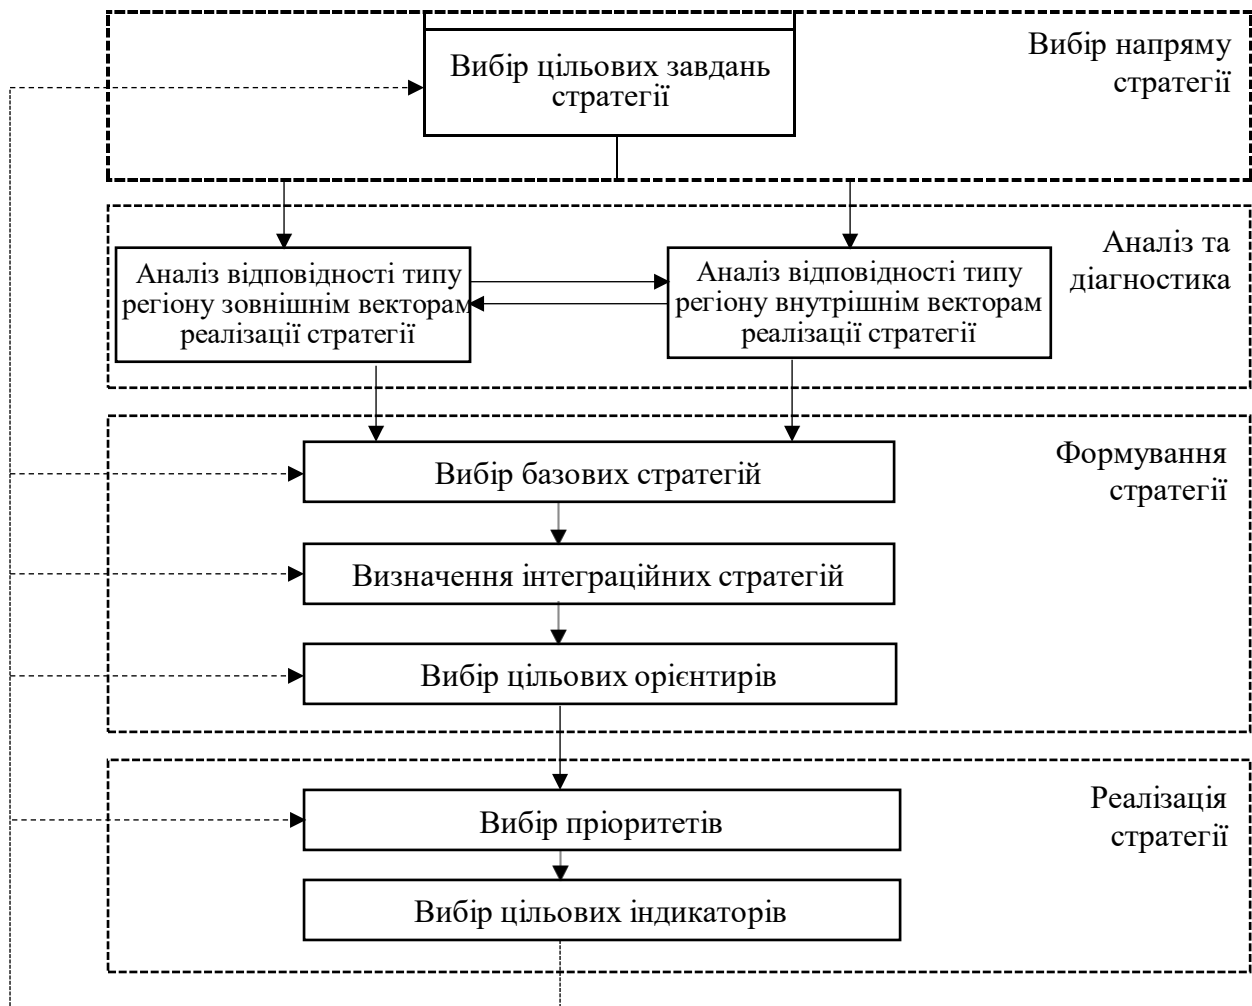 Вибір напряму
стратегії
Вибір цільових завдань
стратегії
Аналіз та
діагностика
Аналіз відповідності типу
регіону зовнішнім векторам
реалізації стратегії
Аналіз відповідності типу
регіону внутрішнім векторам
реалізації стратегії
Формування
стратегії
Вибір базових стратегій
Визначення інтеграційних стратегій
Вибір цільових орієнтирів
Реалізація
стратегії
Вибір пріоритетів
Вибір цільових індикаторів